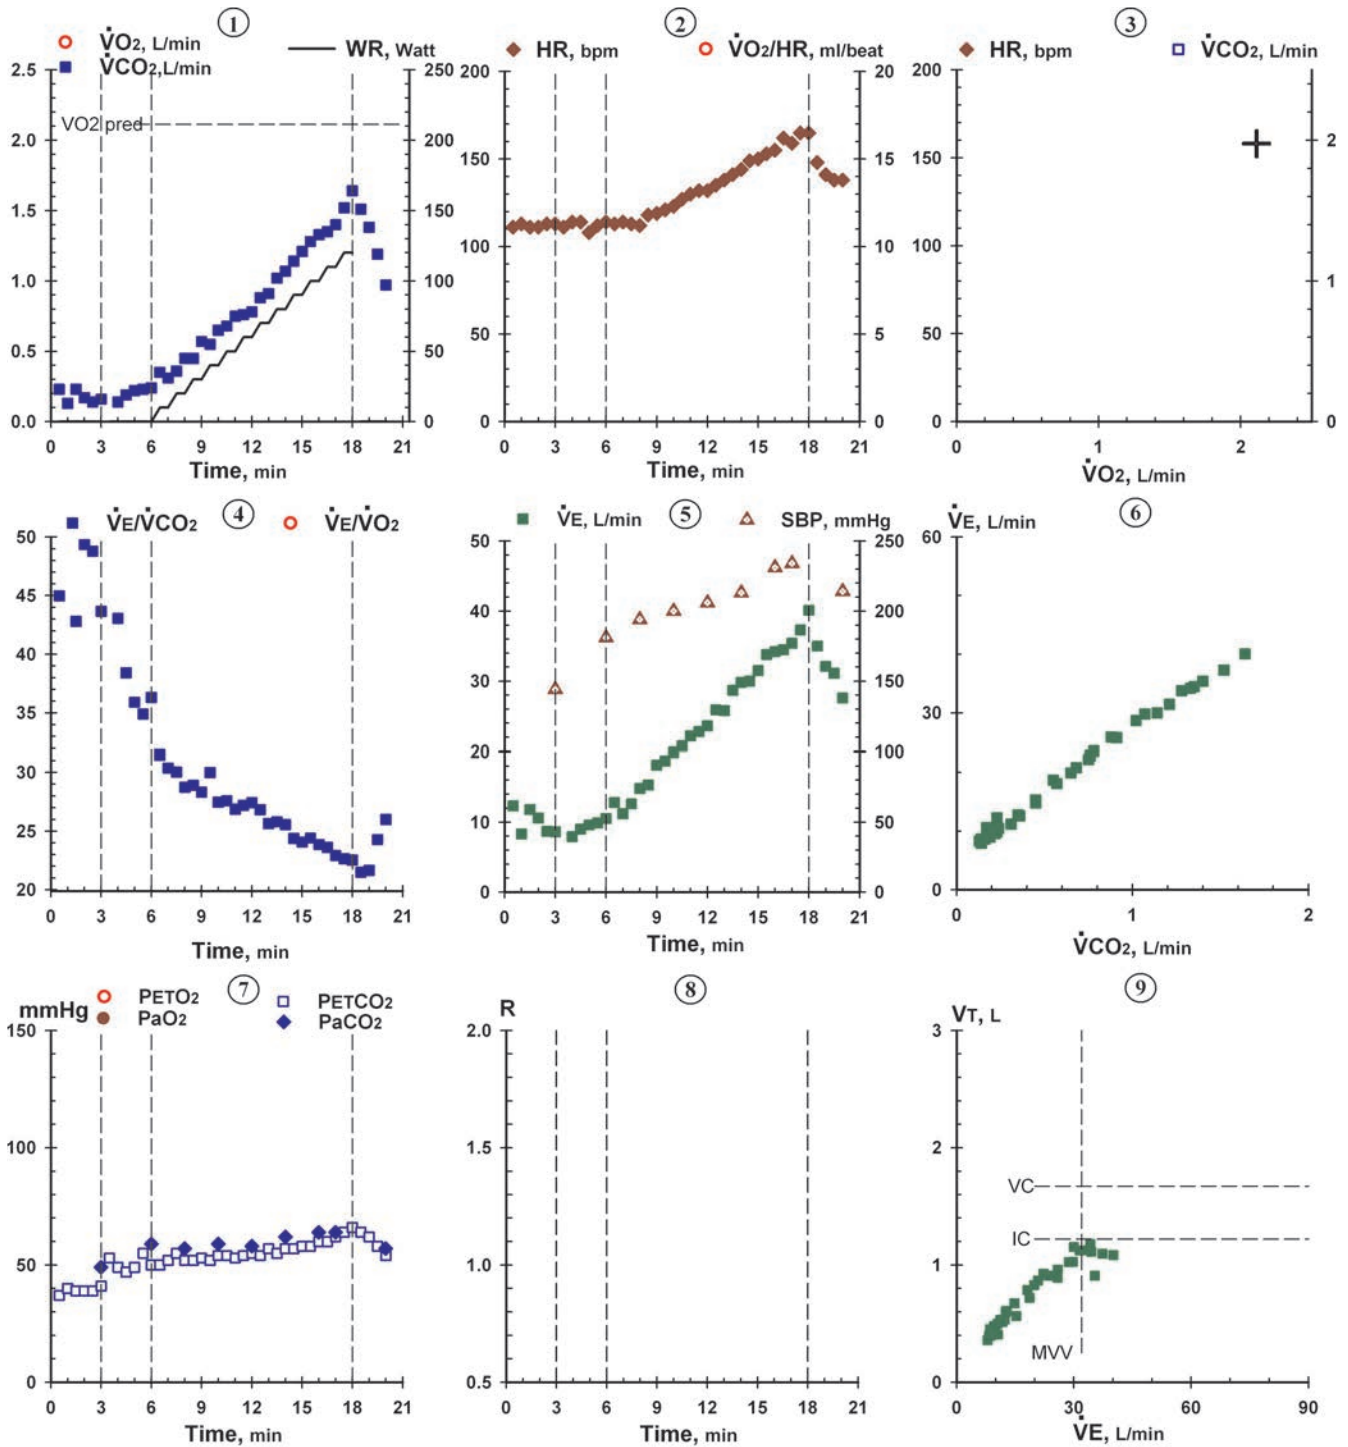 1
V̇O2, L/min
V̇CO2,L/min
WR, Watt
2.5
2.0
1.5
1.0
0.5
0.0
250
200
150
100
50
0
VO2 pred
0 3 6 9 12 15 18 21
Time, min
2
HR, bpm
V̇O2/HR, ml/beat
200
150
100
50
0
20
15
10
5
0
0 3 6 9 12 15 18 21
Time, min
3
HR, bpm
V̇CO2, L/min
200
150
100
50
0
2
1
0
0 1 2
V̇O2, L/min
4
V̇E/V̇CO2
V̇E/V̇O2
50
45
40
35
30
25
20
0 3 6 9 12 15 18 21
Time, min
5
V̇E, L/min
SBP, mmHg
50
40
30
20
10
0
250
200
150
100
50
0
0 3 6 9 12 15 18 21
Time, min
6
V̇E, L/min
60
30
0
0 1 2
V̇CO2, L/min
7
mmHg
PETO2
PaO2
PETCO2
PaCO2
150
100
50
0
0 3 6 9 12 15 18 21
Time, min
8
R
2.0
1.5
1.0
0.5
0 3 6 9 12 15 18 21
Time, min
9
VT, L
3
2
1
0
VC
IC
MVV
0 30 60 90
V̇E, L/min